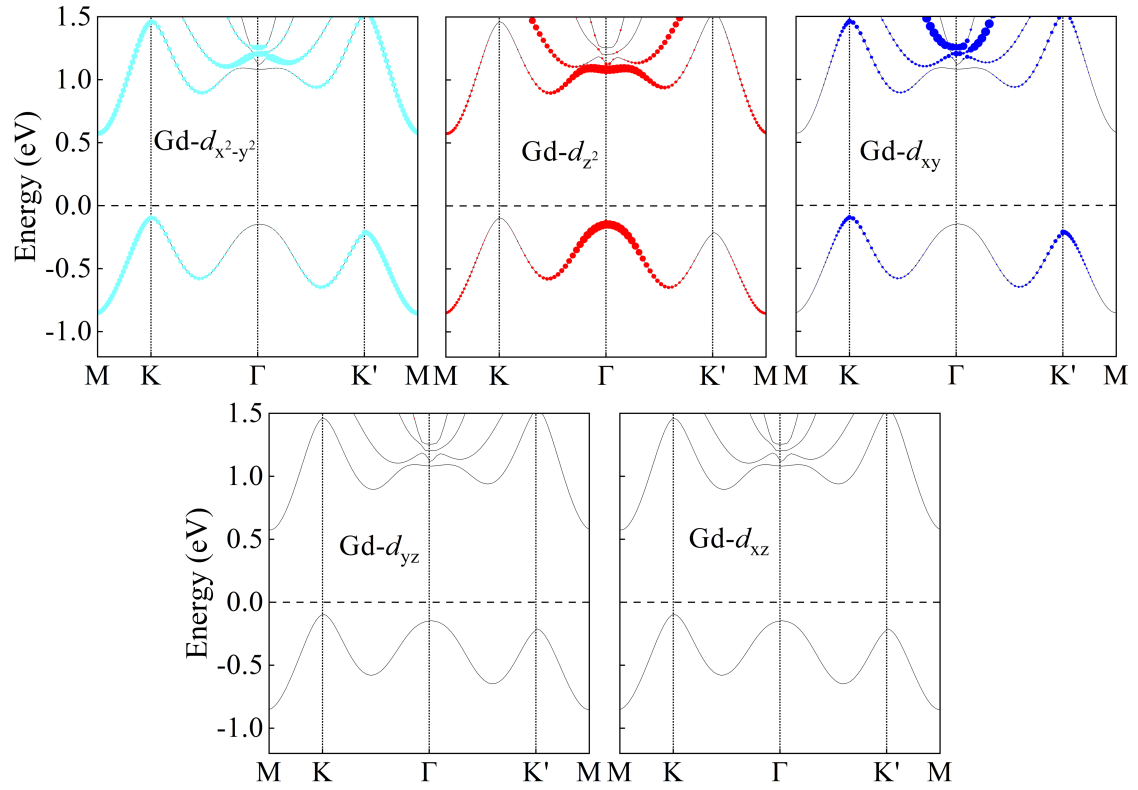 1.5
1.0
0.5
0.0
-0.5
-1.0
Energy (eV)
Gd-dx²-y²
Gd-dz²
Gd-dxy
M K Γ K' M
M K Γ K' M
M K Γ K' M
1.5
1.0
0.5
0.0
-0.5
-1.0
Energy (eV)
Gd-dyz
Gd-dxz
M K Γ K' M
M K Γ K' M